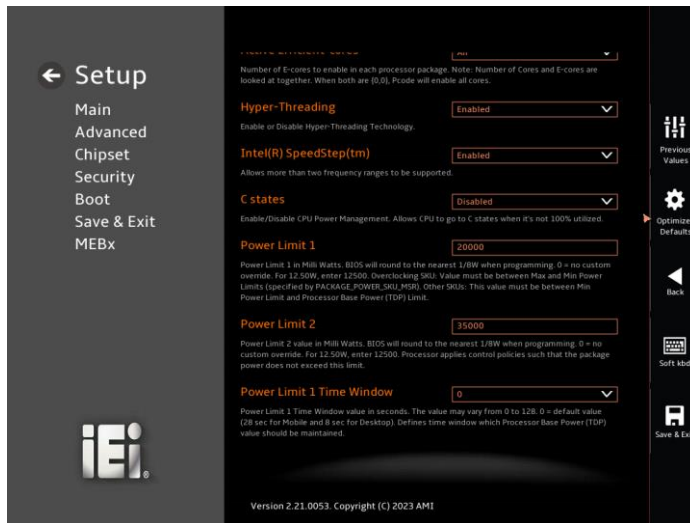 Setup
Main
Advanced
Chipset
Security
Boot
Save & Exit
MEBx
iEi
Active Efficient-cores
All
Number of E-cores to enable in each processor package. Note: Number of Cores and E-cores are
looked at together. When both are {0,0}, Pcode will enable all cores.
Hyper-Threading
Enabled
Enable or Disable Hyper-Threading Technology.
Intel(R) SpeedStep(tm)
Enabled
Allows more than two frequency ranges to be supported.
C states
Disabled
Enable/Disable CPU Power Management. Allows CPU to go to C states when it's not 100% utilized.
Power Limit 1
20000
Power Limit 1 in Milli Watts. BIOS will round to the nearest 1/8W when programming. 0 = no custom
override. For 12.50W, enter 12500. Overclocking SKU: Value must be between Max and Min Power
Limits (specified by PACKAGE_POWER_SKU_MSR). Other SKUs: This value must be between Min
Power Limit and Processor Base Power (TDP) Limit.
Power Limit 2
35000
Power Limit 2 value in Milli Watts. BIOS will round to the nearest 1/8W when programming. 0 = no
custom override. For 12.50W, enter 12500. Processor applies control policies such that the package
power does not exceed this limit.
Power Limit 1 Time Window
0
Power Limit 1 Time Window value in seconds. The value may vary from 0 to 128. 0 = default value
(28 sec for Mobile and 8 sec for Desktop). Defines time window which Processor Base Power (TDP)
value should be maintained.
Version 2.21.0053. Copyright (C) 2023 AMI
Previous
Values
Optimize
Defaults
Back
Soft kbd
Save & Ex